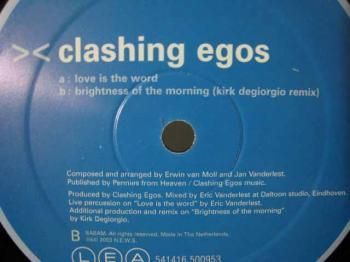 >< clashing egos
a: love is the word
b: brightness of the morning (kirk degiorgio remix)
Composed and arranged by Erwin van Moll and Jan Vanderlest.
Published by Pennies from Heaven / Clashing Egos music.
Produced by Clashing Egos. Mixed by Eric Vanderlest at Daltoon studio, Eindhoven.
Live percussion on "Love is the word" by Eric Vanderlest.
Additional production and remix on "Brightness of the morning"
by Kirk Degiorgio.
B SABAM. All rights reserved. Made in The Netherlands.
2003 N.E.W.S.
L E A 541416 500953